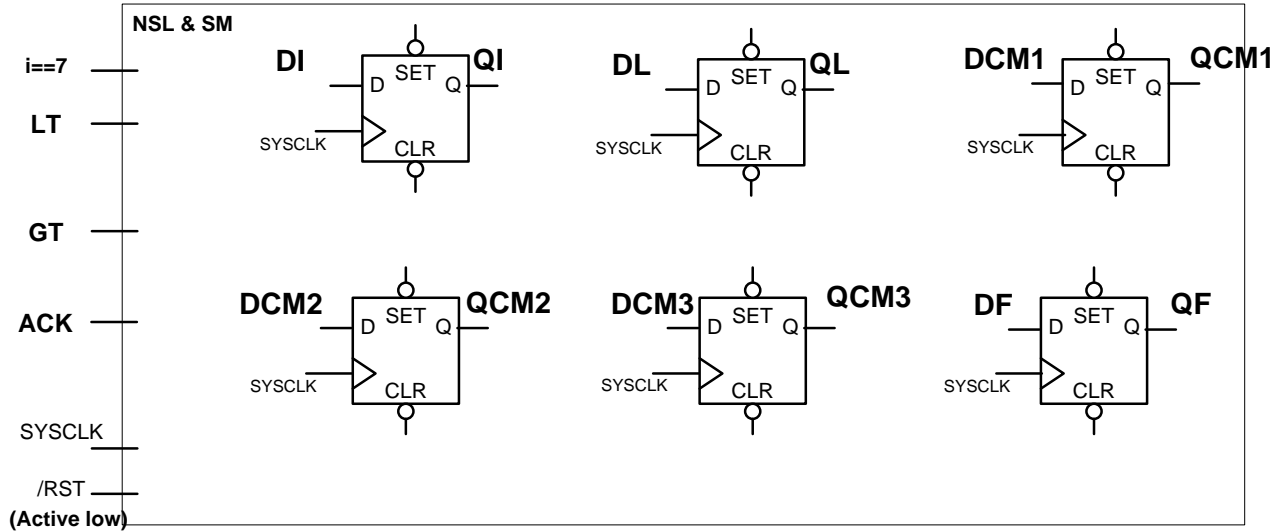 NSL & SM
i==7
LT
GT
ACK
SYSCLK
/RST
(Active low)
DI
QI
SET
D
Q
SYSCLK
CLR
DL
QL
SET
D
Q
SYSCLK
CLR
DCM1
QCM1
SET
D
Q
SYSCLK
CLR
DCM2
QCM2
SET
D
Q
SYSCLK
CLR
DCM3
QCM3
SET
D
Q
SYSCLK
CLR
DF
QF
SET
D
Q
SYSCLK
CLR